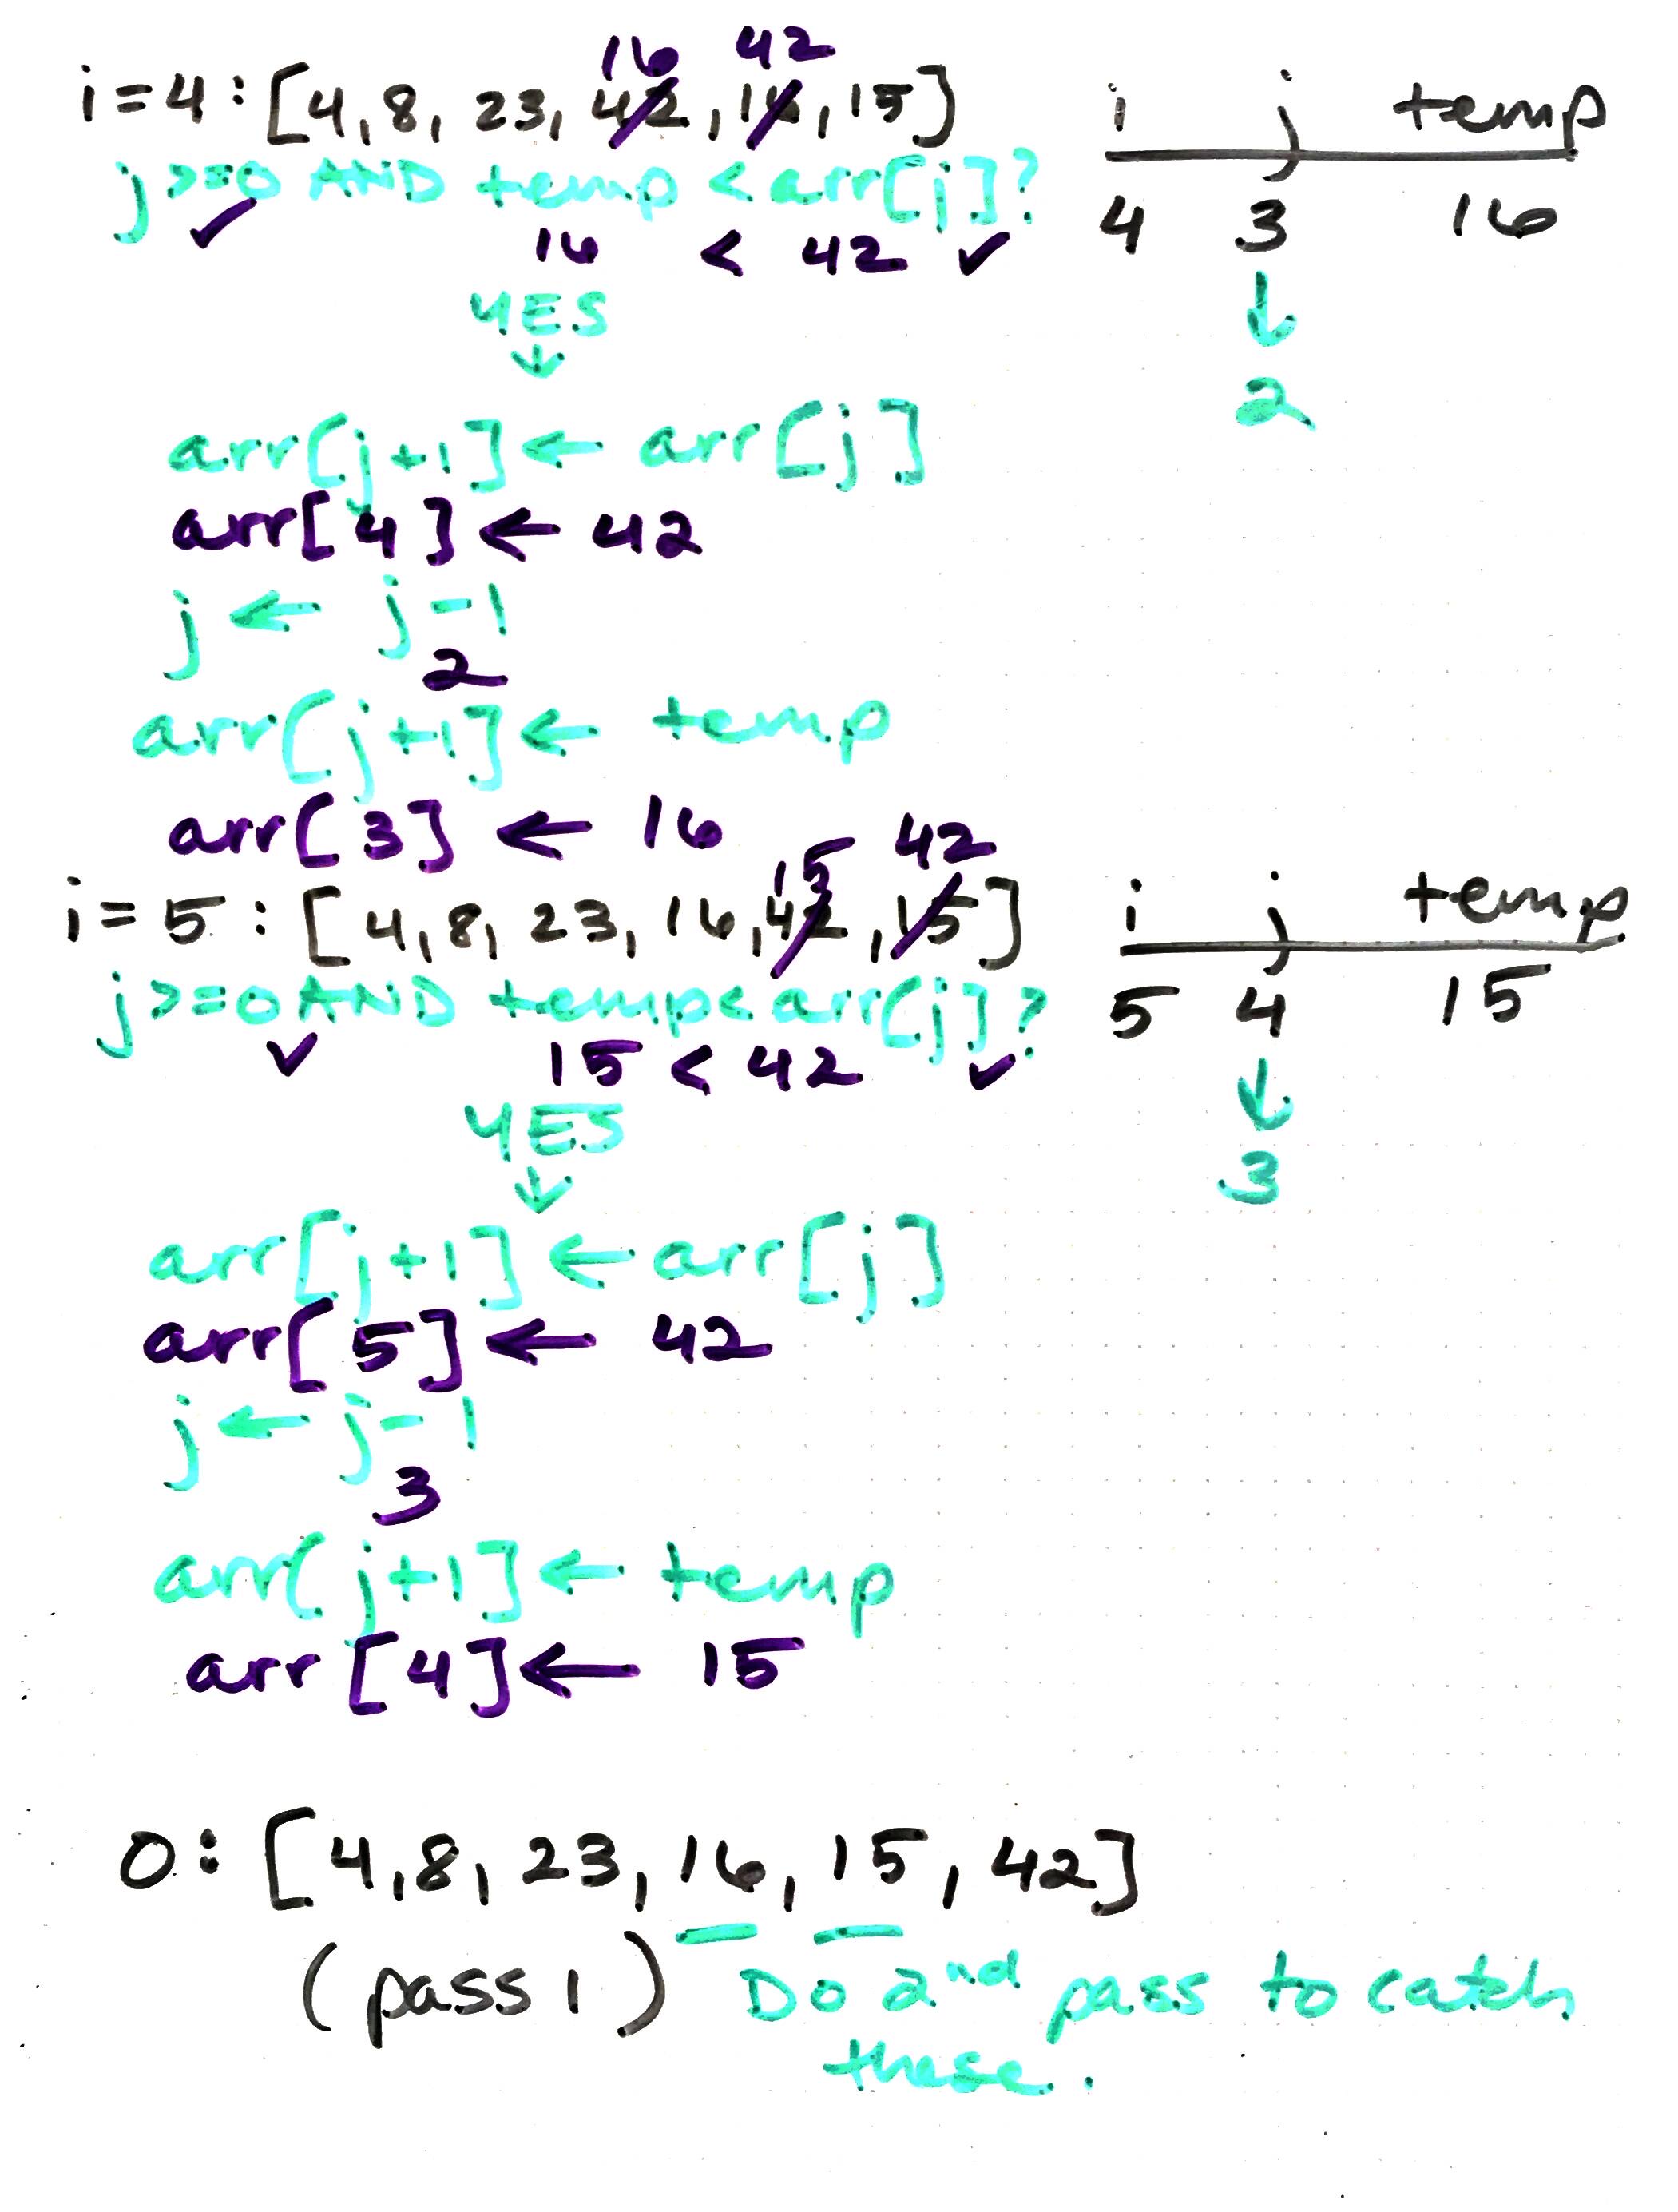 16 42
i=4: [4, 8, 23, 42, 16, 15] i j temp
j>=0 AND temp < arr[j]? 4 3 16
16 < 42
YES ↓
↓ 2
arr[j+1] ← arr[j]
arr[4] ← 42
j ← j-1
2
arr[j+1] ← temp
arr[3] ← 16
15 42
i=5: [4, 8, 23, 16, 42, 15] i j temp
j>=0 AND temp<arr[j]? 5 4 15
15 < 42
YES ↓
↓ 3
arr[j+1] ← arr[j]
arr[5] ← 42
j ← j-1
3
arr[j+1] ← temp
arr[4] ← 15
0: [4, 8, 23, 16, 15, 42]
(pass 1) Do 2nd pass to catch
these.